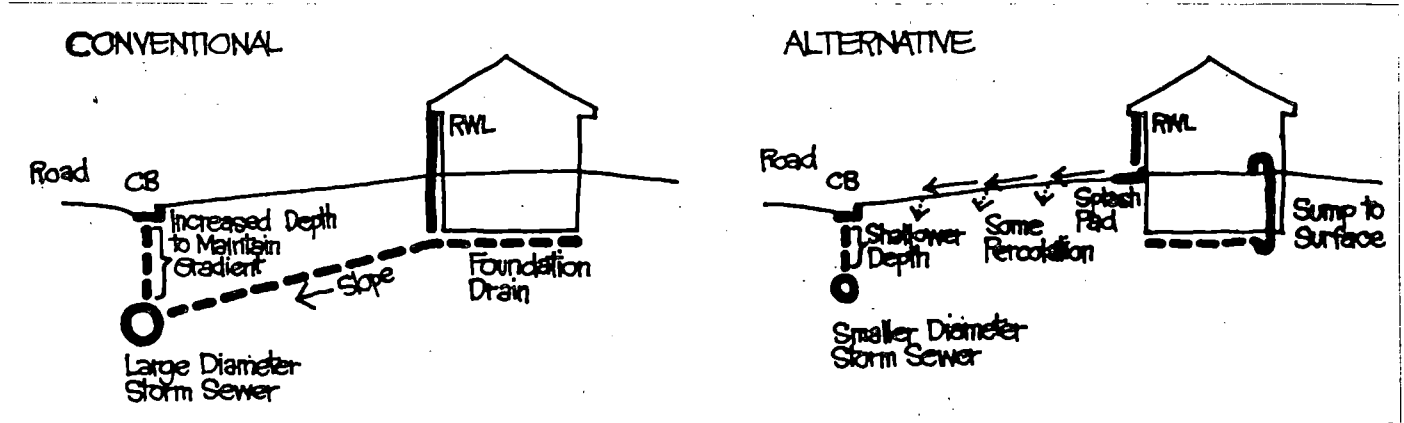 CONVENTIONAL
RWL
Road
CB
Increased Depth
to Maintain
Gradient
Slope
Foundation
Drain
Large Diameter
Storm Sewer
ALTERNATIVE
RWL
Road
CB
Shallower
Depth
Some
Percolation
Splash
Pad
Sump to
Surface
Smaller Diameter
Storm Sewer